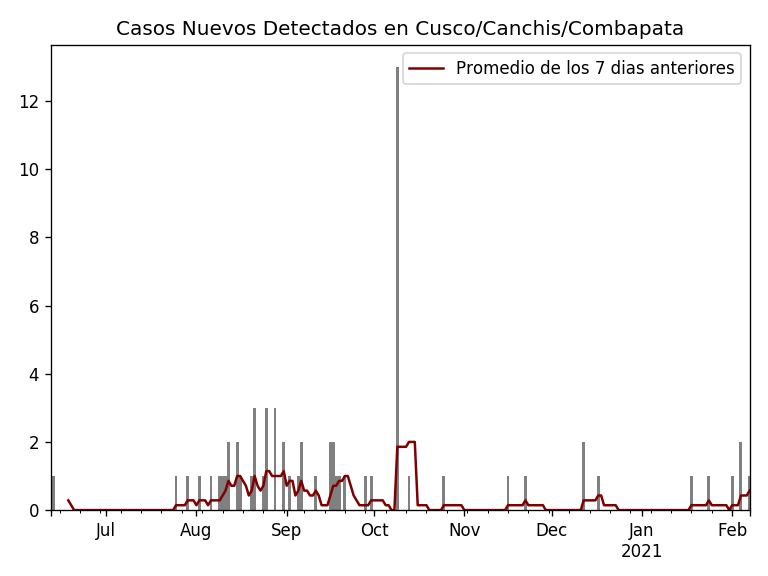 Casos Nuevos Detectados en Cusco/Canchis/Combapata
Promedio de los 7 dias anteriores
12
10
8
6
4
2
0
Jul Aug Sep Oct Nov Dec Jan Feb
2021